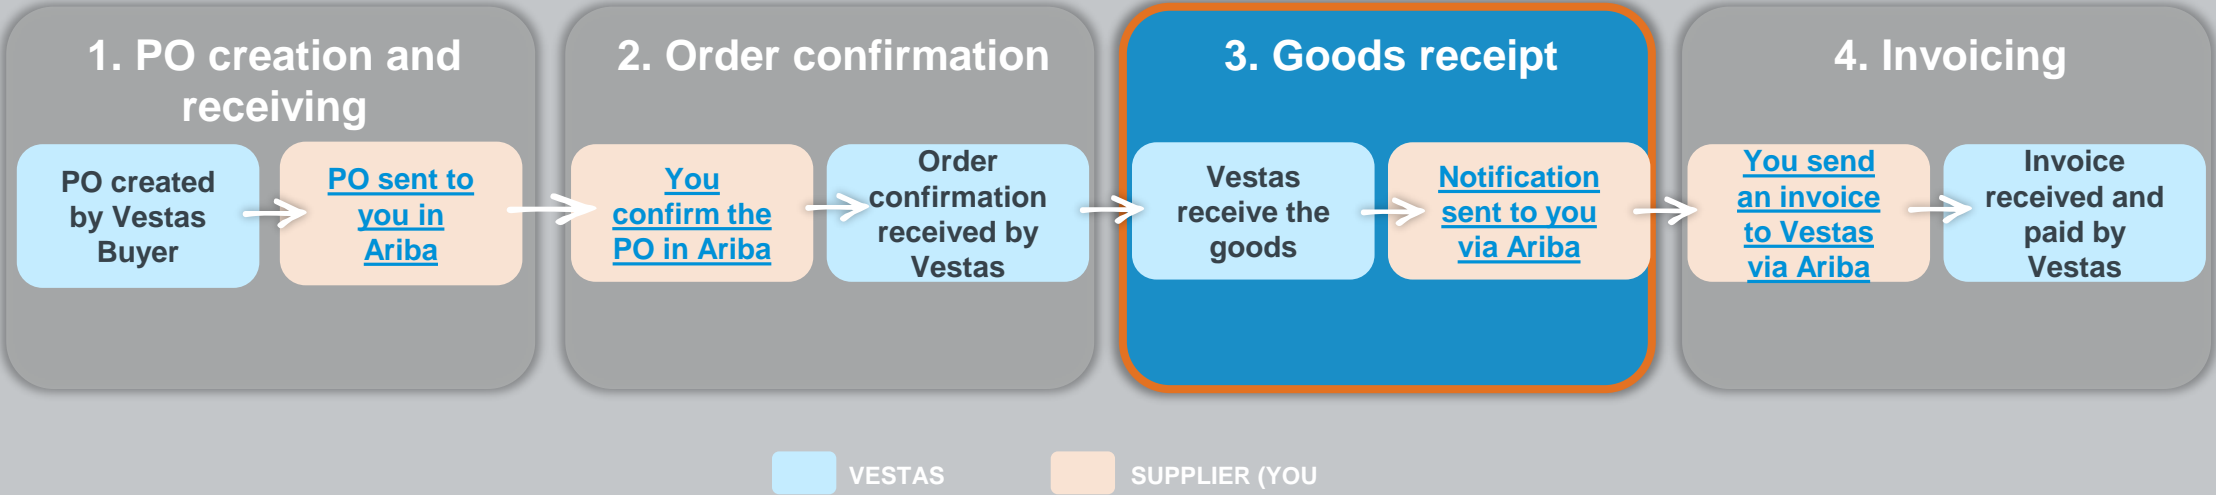 1. PO creation and
receiving
PO created
by Vestas
Buyer
PO sent to
you in
Ariba
2. Order confirmation
You
confirm the
PO in Ariba
Order
confirmation
received by
Vestas
3. Goods receipt
Vestas
receive the
goods
Notification
sent to you
via Ariba
4. Invoicing
You send
an invoice
to Vestas
via Ariba
Invoice
received and
paid by
Vestas
VESTAS
SUPPLIER (YOU